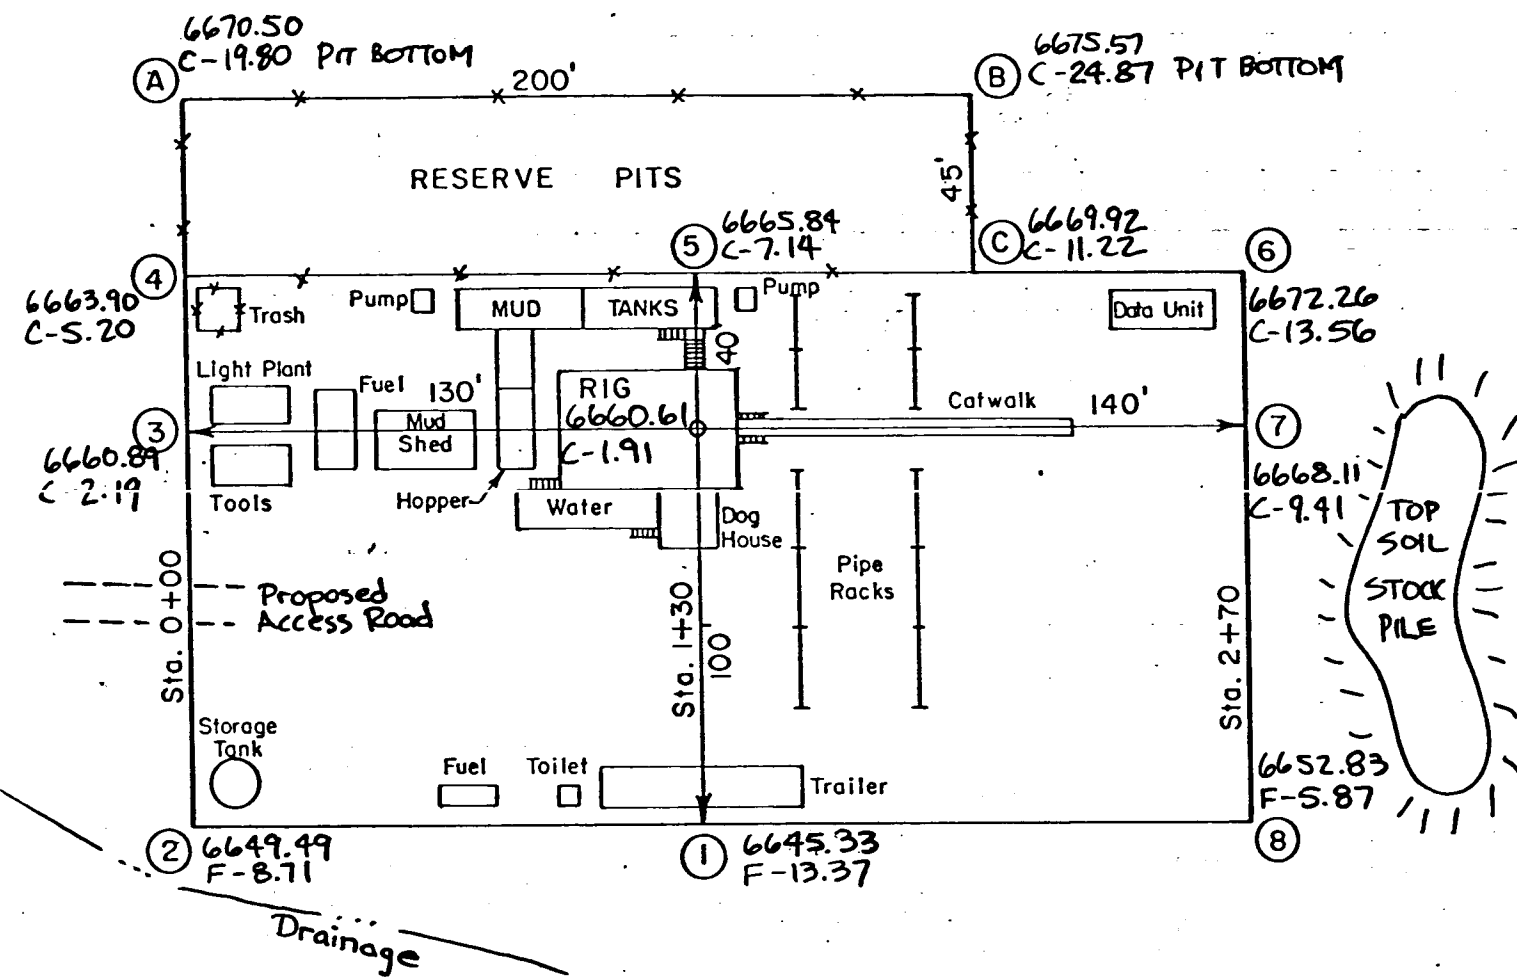 6670.50
C-19.80 PIT BOTTOM
A
200'
6675.57
B
C-24.87 PIT BOTTOM
RESERVE PITS
45'
5
6665.84
C-7.14
C
6669.92
C-11.22
6
4
6663.90
C-5.20
Trash
Pump
MUD
TANKS
Pump
Data Unit
6672.26
C-13.56
40
Light Plant
Fuel
130'
RIG
6660.61
C-1.91
Catwalk
140'
3
Mud
Shed
7
6660.89
C-2.19
Tools
Hopper
Water
Dog
House
6668.11
C-9.41
TOP
SOIL
STOCK
PILE
Pipe
Racks
Proposed
Access Road
Sta. 0+00
Sta. 1+30
100
Sta. 2+70
Storage
Tank
Fuel
Toilet
Trailer
6652.83
F-5.87
2
6649.49
F-8.71
1
6645.33
F-13.37
8
Drainage